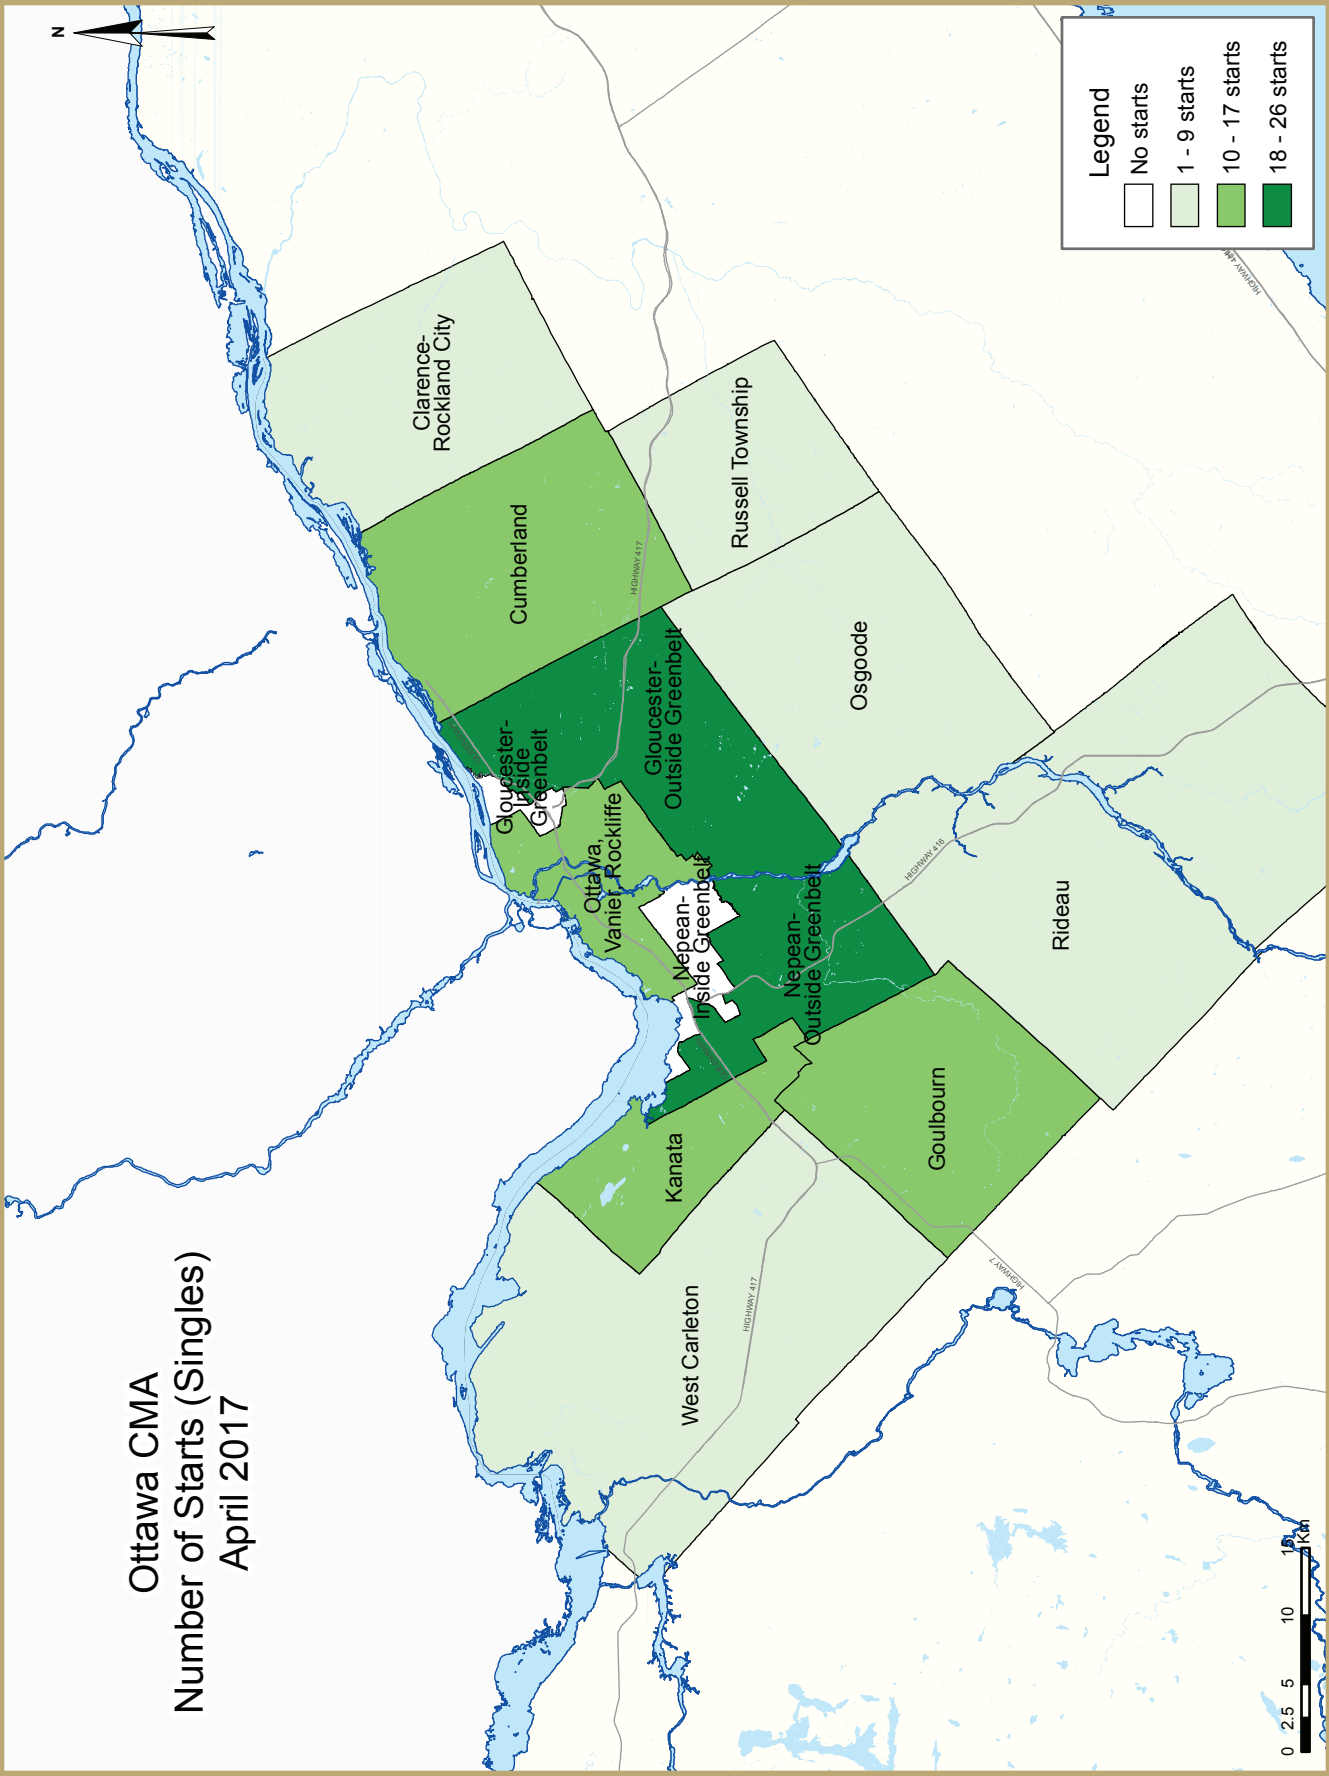 Ottawa CMA
Number of Starts (Singles)
April 2017
N
Legend
No starts
1 - 9 starts
10 - 17 starts
18 - 26 starts
Clarence-
Rockland City
Cumberland
Russell Township
HIGHWAY 417
Gloucester-
Inside
Greenbelt
Gloucester-
Outside Greenbelt
Osgoode
Ottawa,
Vanier, Rockliffe
Nepean-
Inside Greenbelt
Nepean-
Outside Greenbelt
HIGHWAY 416
Rideau
Kanata
Goulbourn
West Carleton
HIGHWAY 417
HIGHWAY 7
0 2.5 5 10 15
Km